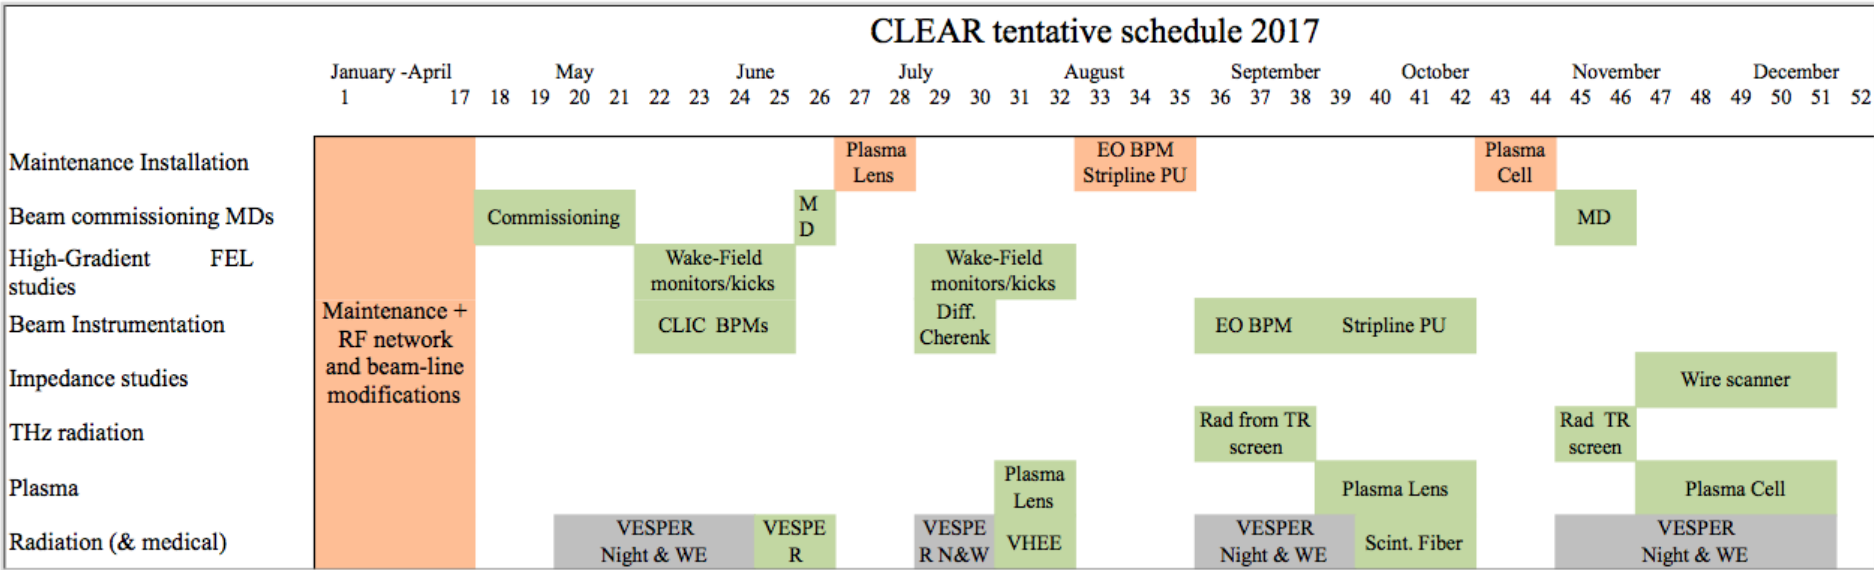 CLEAR tentative schedule 2017
January -April May June July August September October November December
1 17 18 19 20 21 22 23 24 25 26 27 28 29 30 31 32 33 34 35 36 37 38 39 40 41 42 43 44 45 46 47 48 49 50 51 52
Maintenance Installation
Plasma
Lens
EO BPM
Stripline PU
Plasma
Cell
Beam commissioning MDs
Commissioning
M
D
MD
High-Gradient FEL
studies
Wake-Field
monitors/kicks
Wake-Field
monitors/kicks
Maintenance +
RF network
and beam-line
modifications
Beam Instrumentation
CLIC BPMs
Diff.
Cherenk
EO BPM Stripline PU
Impedance studies
Wire scanner
THz radiation
Rad from TR
screen
Rad TR
screen
Plasma
Plasma
Lens
Plasma Lens
Plasma Cell
Radiation (& medical)
VESPER
Night & WE
VESPE
R
VESPE
R N&W
VHEE
VESPER
Night & WE
Scint. Fiber
VESPER
Night & WE